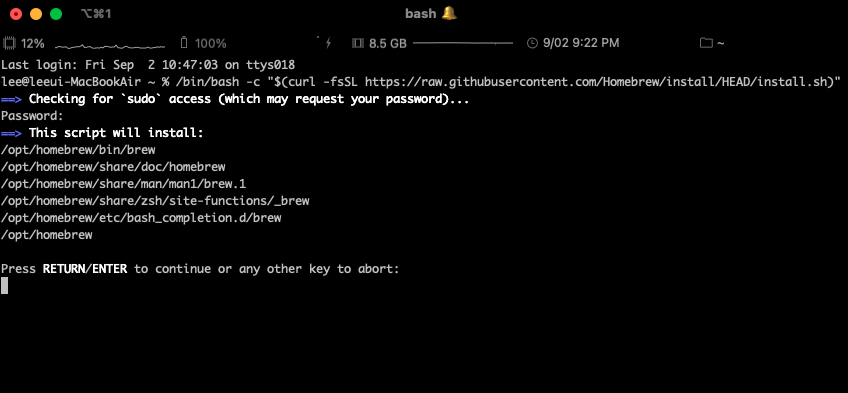 ⌥⌘1 bash 🔔
12% 100% 8.5 GB 9/02 9:22 PM ~
Last login: Fri Sep  2 10:47:03 on ttys018
lee@leeui-MacBookAir ~ % /bin/bash -c "$(curl -fsSL https://raw.githubusercontent.com/Homebrew/install/HEAD/install.sh)"
==> Checking for `sudo` access (which may request your password)...
Password:
==> This script will install:
/opt/homebrew/bin/brew
/opt/homebrew/share/doc/homebrew
/opt/homebrew/share/man/man1/brew.1
/opt/homebrew/share/zsh/site-functions/_brew
/opt/homebrew/etc/bash_completion.d/brew
/opt/homebrew
Press RETURN/ENTER to continue or any other key to abort: